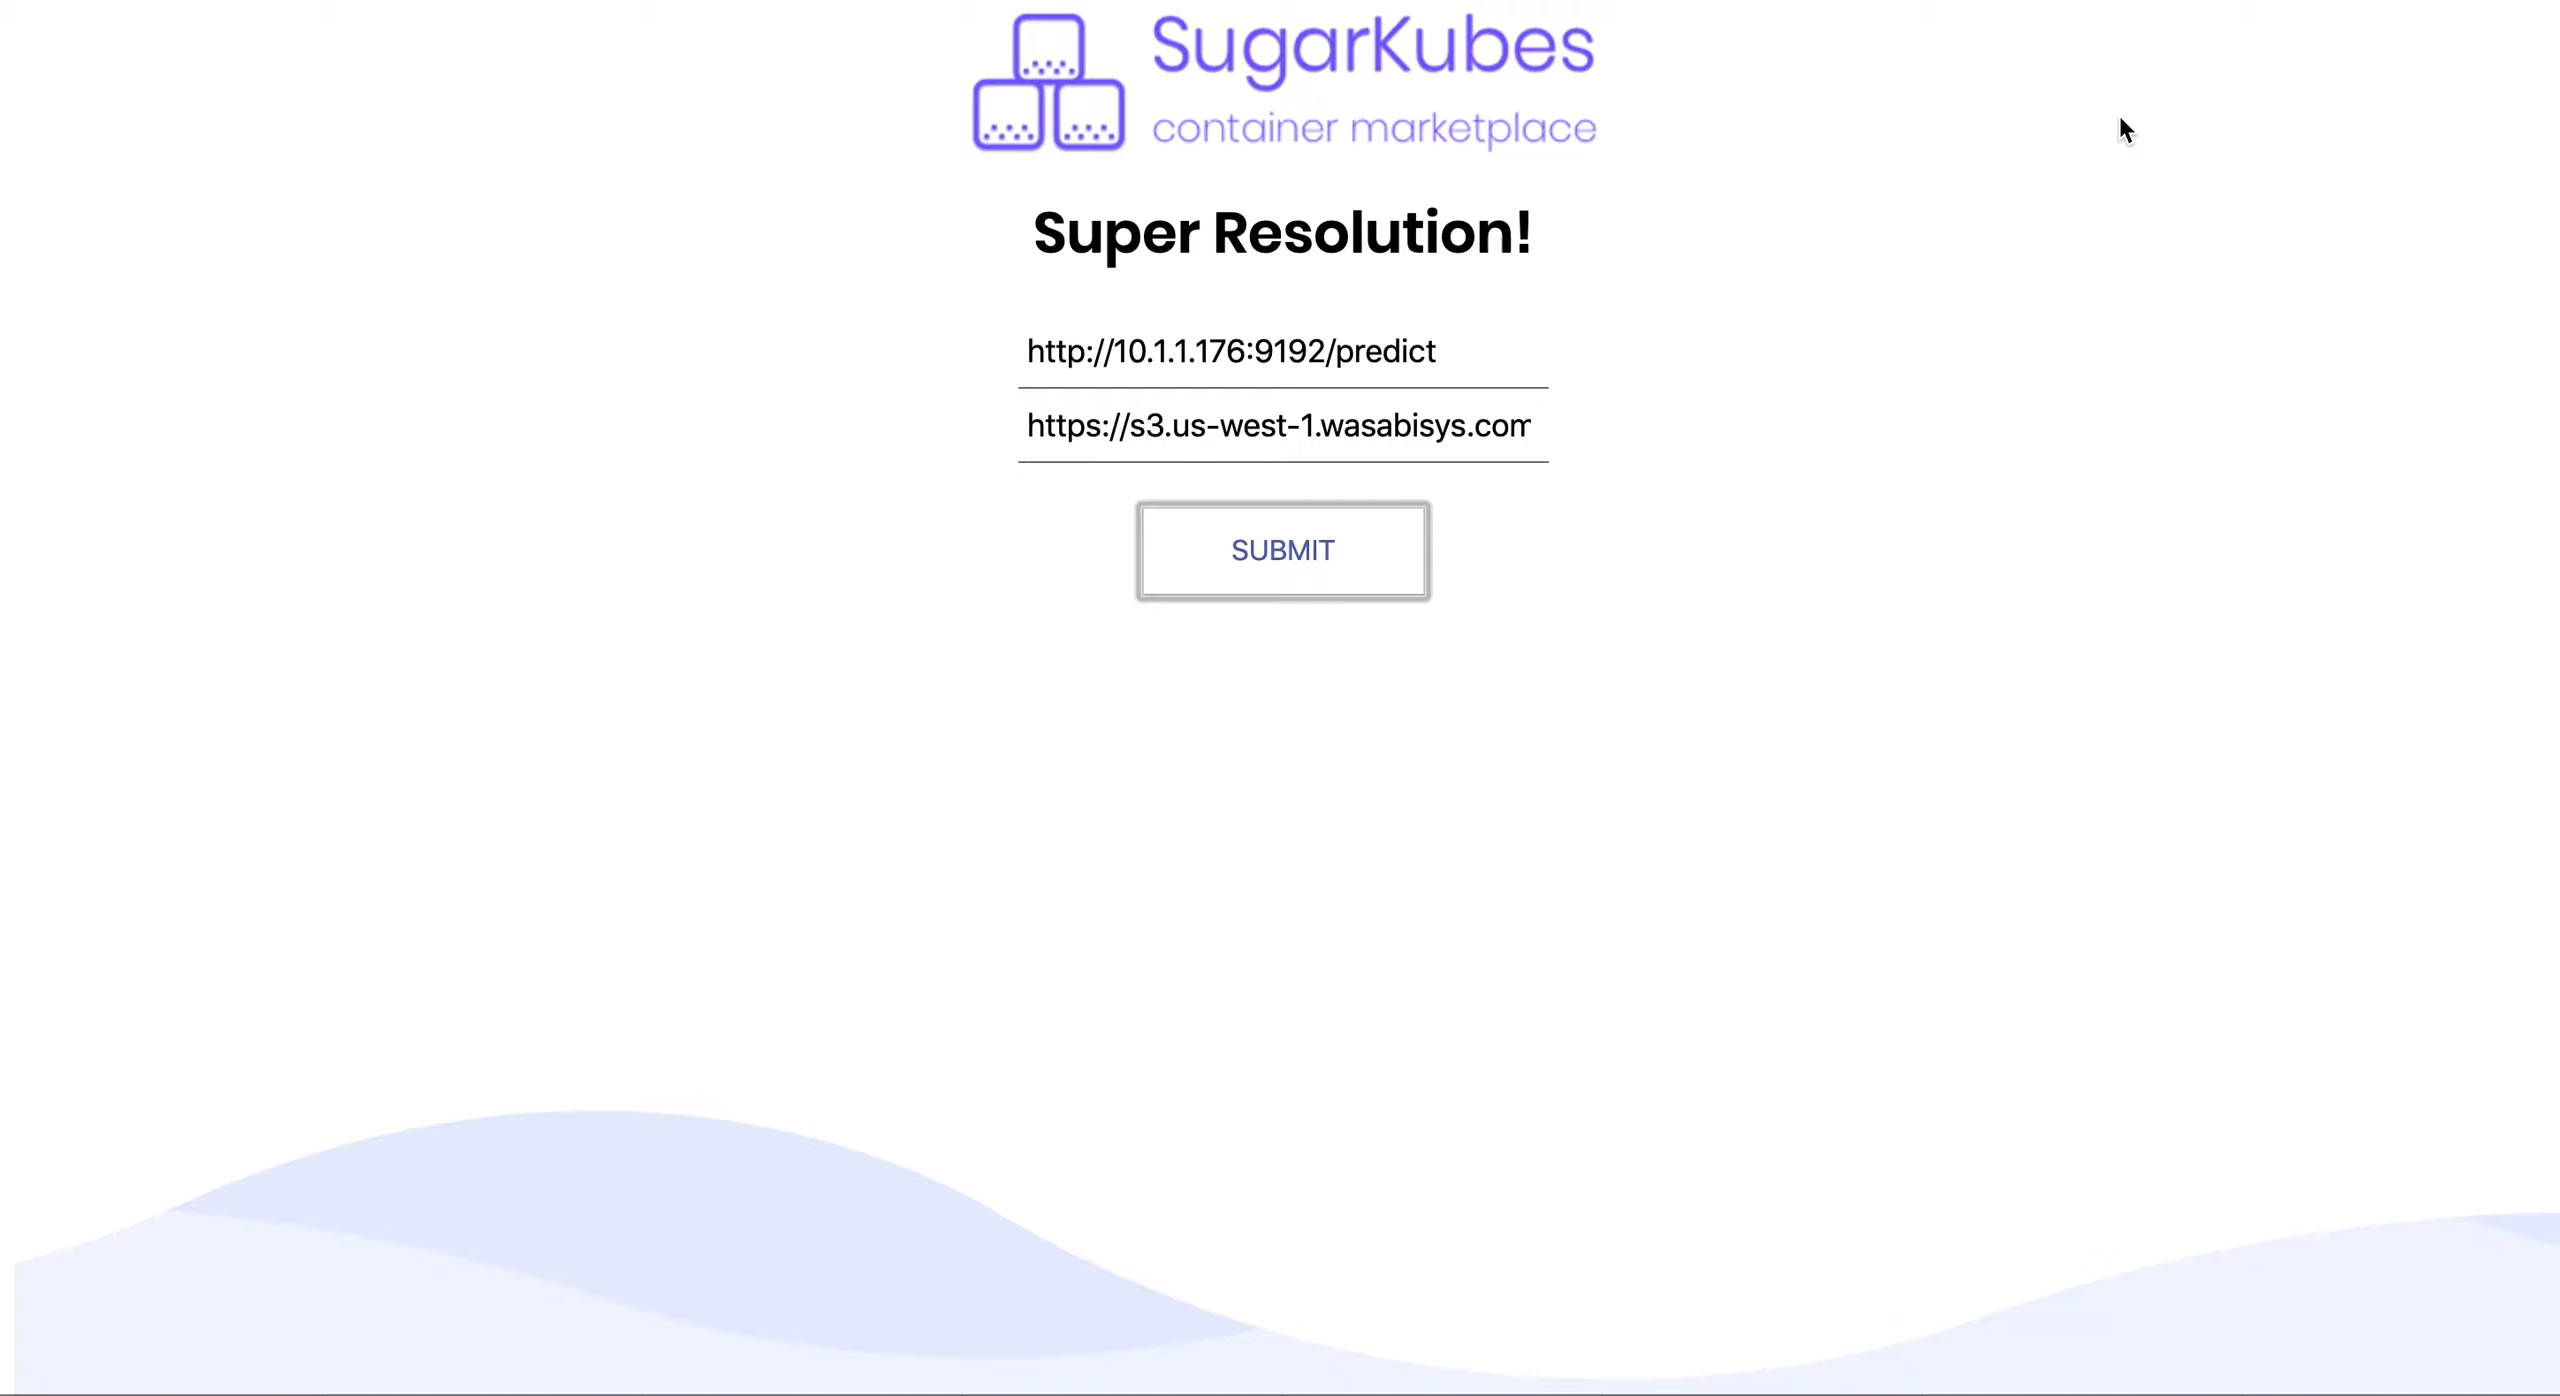 SugarKubes
container marketplace
Super Resolution!
http://10.1.1.176:9192/predict
https://s3.us-west-1.wasabisys.com
SUBMIT